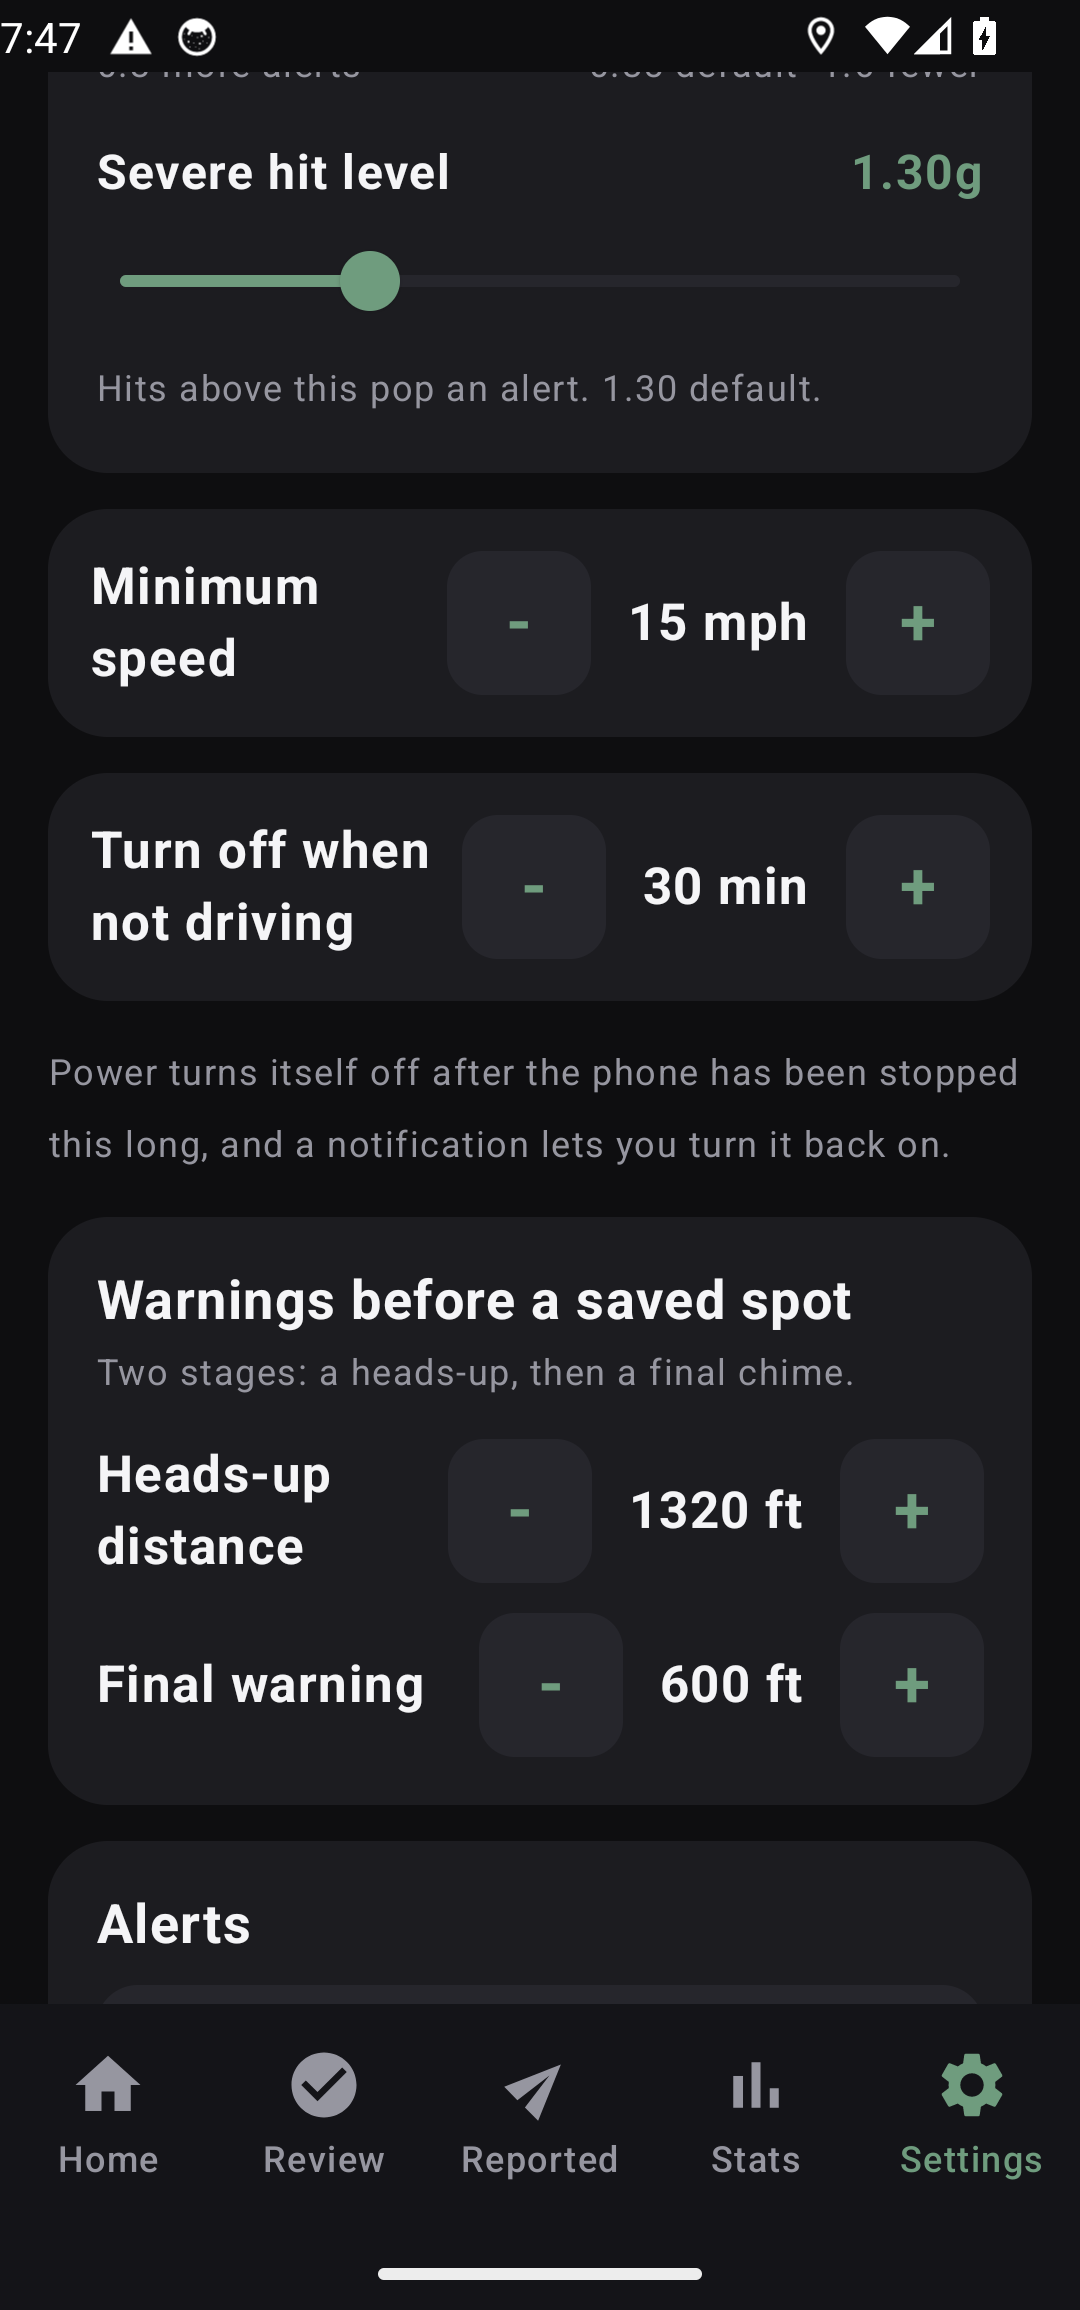 7:47
Severe hit level
1.30g
Hits above this pop an alert. 1.30 default.
Minimum
speed
- 15 mph +
Turn off when
not driving
- 30 min +
Power turns itself off after the phone has been stopped
this long, and a notification lets you turn it back on.
Warnings before a saved spot
Two stages: a heads-up, then a final chime.
Heads-up
distance
- 1320 ft +
Final warning - 600 ft +
Alerts
Home Review Reported Stats Settings